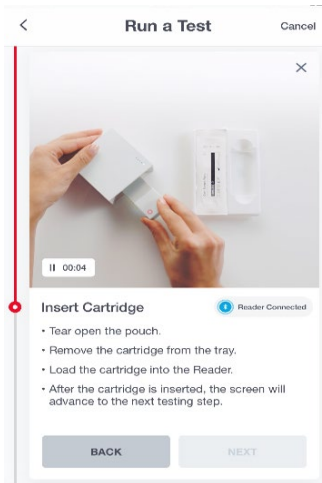 Run a Test
Cancel
00:04
Insert Cartridge
Reader Connected
• Tear open the pouch.
• Remove the cartridge from the tray.
• Load the cartridge into the Reader.
• After the cartridge is inserted, the screen will
advance to the next testing step.
BACK
NEXT